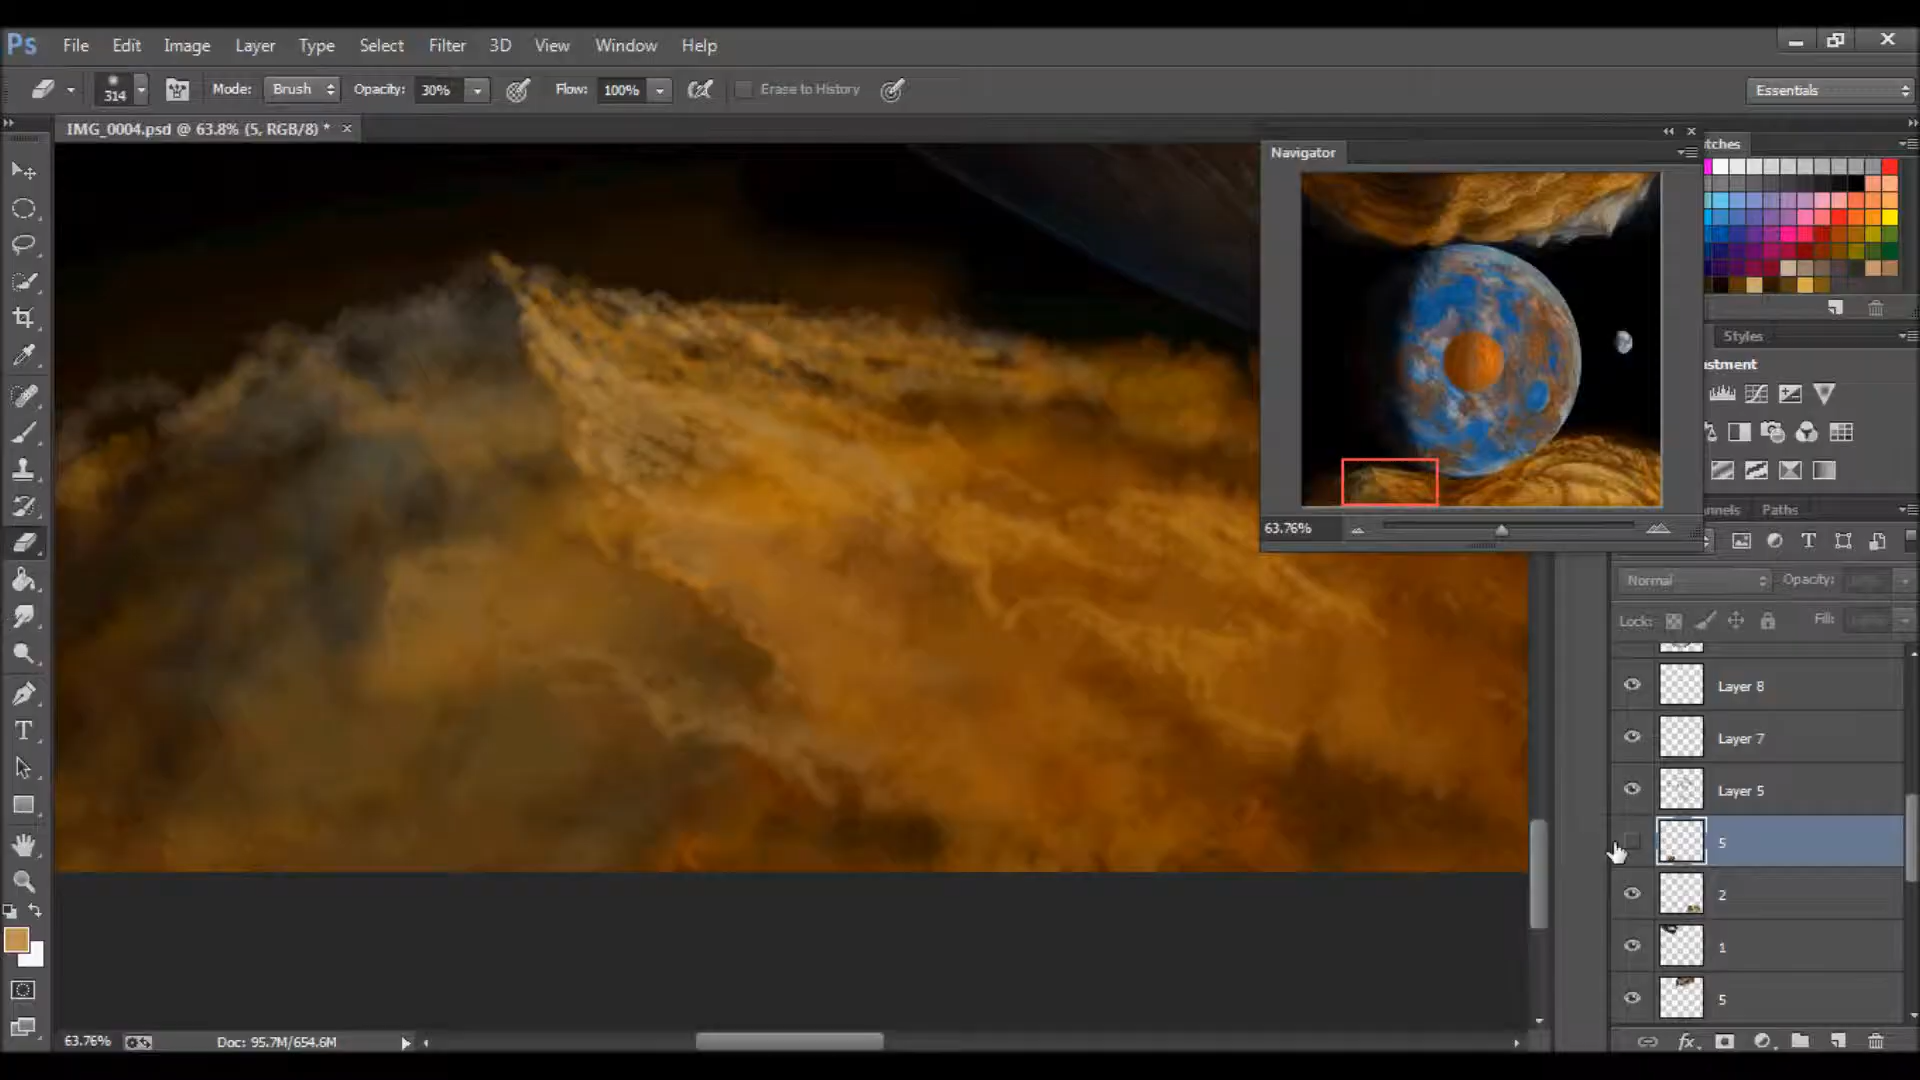 Ps File Edit Image Layer Type Select Filter 3D View Window Help
314 Mode: Brush Opacity: 30% Flow: 100% Erase to History Essentials
IMG_0004.psd @ 63.8% (5, RGB/8) * ×
Navigator
tches
Styles
ustment
63.76%
nnels Paths
Normal Opacity:
Lock: Fill:
Layer 8
Layer 7
Layer 5
5
2
1
5
63.76% Doc: 95.7M/654.6M